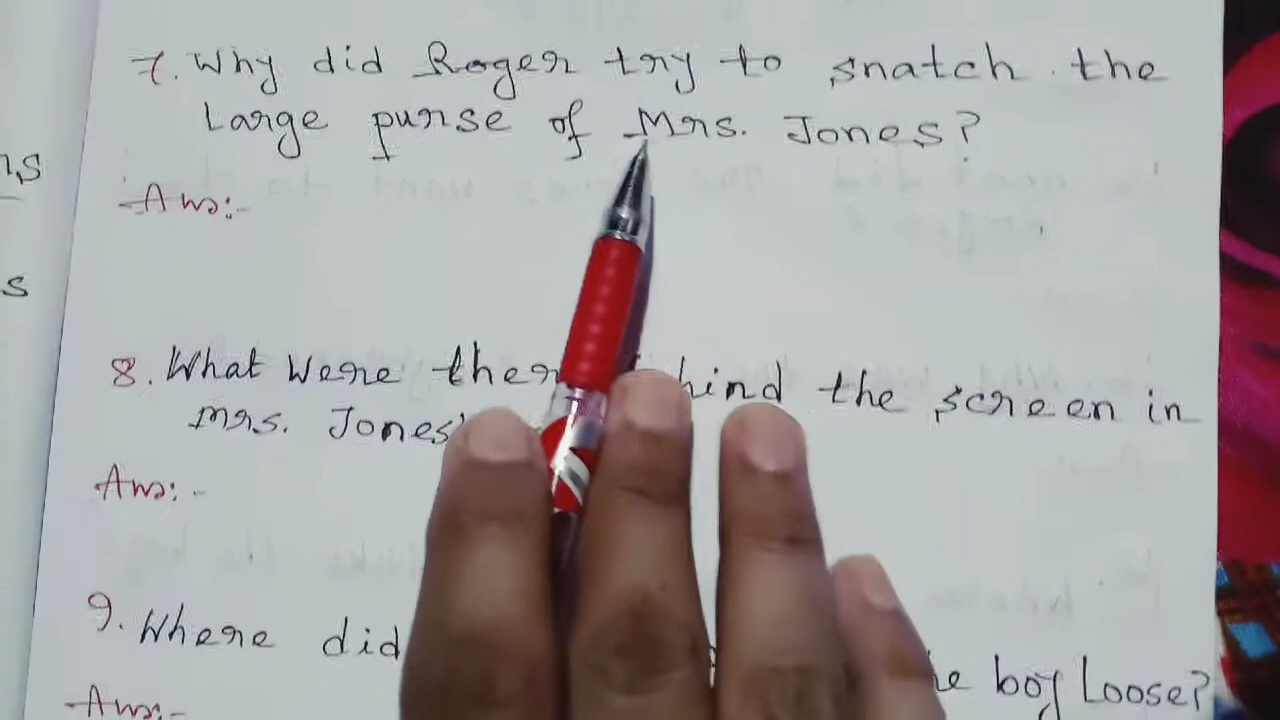 7. Why did Roger try to snatch the
Large purse of Mrs. Jones?
Ans:-
8. What were hind the screen in
Mrs. Jones'
Ans:-
9. Where did boy Loose?
Ans:-
n,s
s